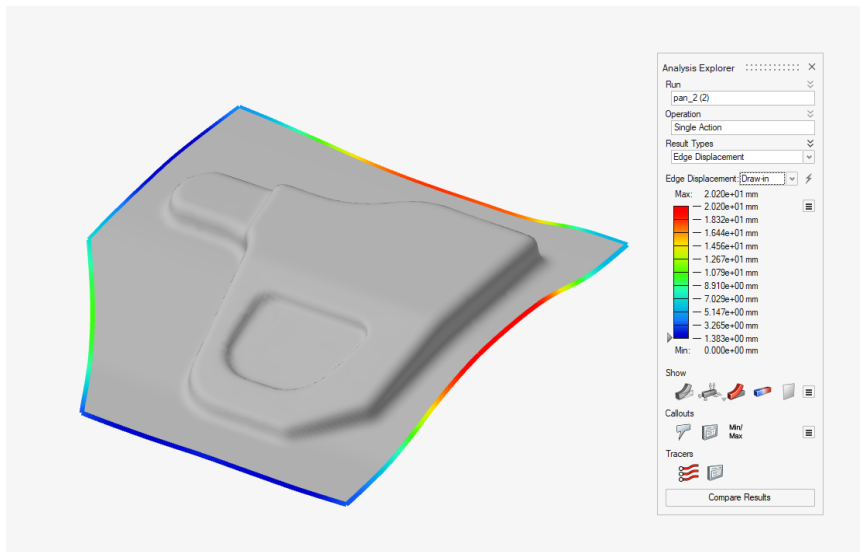 Analysis Explorer
Run
pan_2 (2)
Operation
Single Action
Result Types
Edge Displacement
Edge Displacement: Draw-in
Max: 2.020e+01 mm
2.020e+01 mm
1.832e+01 mm
1.644e+01 mm
1.456e+01 mm
1.267e+01 mm
1.079e+01 mm
8.910e+00 mm
7.029e+00 mm
5.147e+00 mm
3.265e+00 mm
1.383e+00 mm
Min: 0.000e+00 mm
Show
Callouts
Min/
Max
Tracers
Compare Results